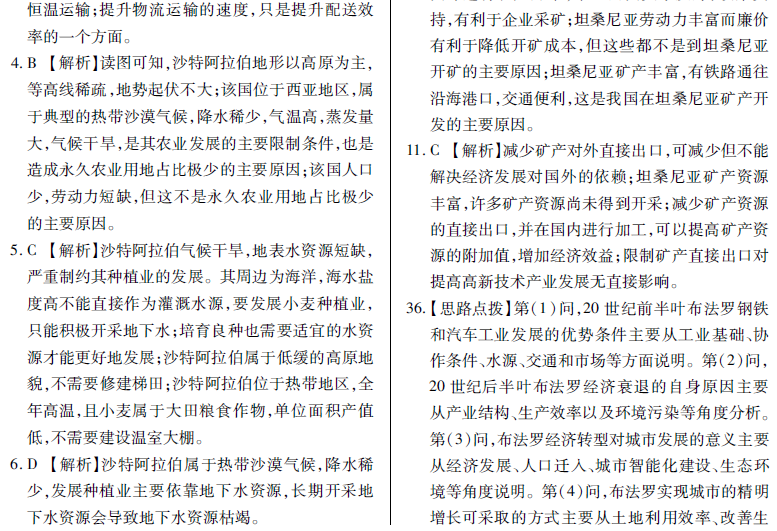 恒温运输;提升物流运输的速度,只是提升配送效
率的一个方面。
4. B 【解析】读图可知,沙特阿拉伯地形以高原为主,
等高线稀疏,地势起伏不大;该国位于西亚地区,属
于典型的热带沙漠气候,降水稀少,气温高,蒸发量
大,气候干旱,是其农业发展的主要限制条件,也是
造成永久农业用地占比极少的主要原因;该国人口
少,劳动力短缺,但这不是永久农业用地占比极少
的主要原因。
5. C 【解析】沙特阿拉伯气候干旱,地表水资源短缺,
严重制约其种植业的发展。其周边为海洋,海水盐
度高不能直接作为灌溉水源,要发展小麦种植业,
只能积极开采地下水;培育良种也需要适宜的水资
源才能更好地发展;沙特阿拉伯属于低缓的高原地
貌,不需要修建梯田;沙特阿拉伯位于热带地区,全
年高温,且小麦属于大田粮食作物,单位面积产值
低,不需要建设温室大棚。
6. D 【解析】沙特阿拉伯属于热带沙漠气候,降水稀
少,发展种植业主要依靠地下水资源,长期开采地
下水资源会导致地下水资源枯竭。
持,有利于企业采矿;坦桑尼亚劳动力丰富而廉价
有利于降低开矿成本,但这些都不是到坦桑尼亚
开矿的主要原因;坦桑尼亚矿产丰富,有铁路通往
沿海港口,交通便利,这是我国在坦桑尼亚矿产开
发的主要原因。
11. C 【解析】减少矿产对外直接出口,可减少但不能
解决经济发展对国外的依赖;坦桑尼亚矿产资源
丰富,许多矿产资源尚未得到开采;减少矿产资源
的直接出口,并在国内进行加工,可以提高矿产资
源的附加值,增加经济效益;限制矿产直接出口对
提高高新技术产业发展无直接影响。
36.【思路点拨】第(1)问,20 世纪前半叶布法罗钢铁
和汽车工业发展的优势条件主要从工业基础、协
作条件、水源、交通和市场等方面说明。第(2)问,
20 世纪后半叶布法罗经济衰退的自身原因主要
从产业结构、生产效率以及环境污染等角度分析。
第(3)问,布法罗经济转型对城市发展的意义主要
从经济发展、人口迁入、城市智能化建设、生态环
境等角度说明。第(4)问,布法罗实现城市的精明
增长可采取的方式主要从土地利用效率、改善生